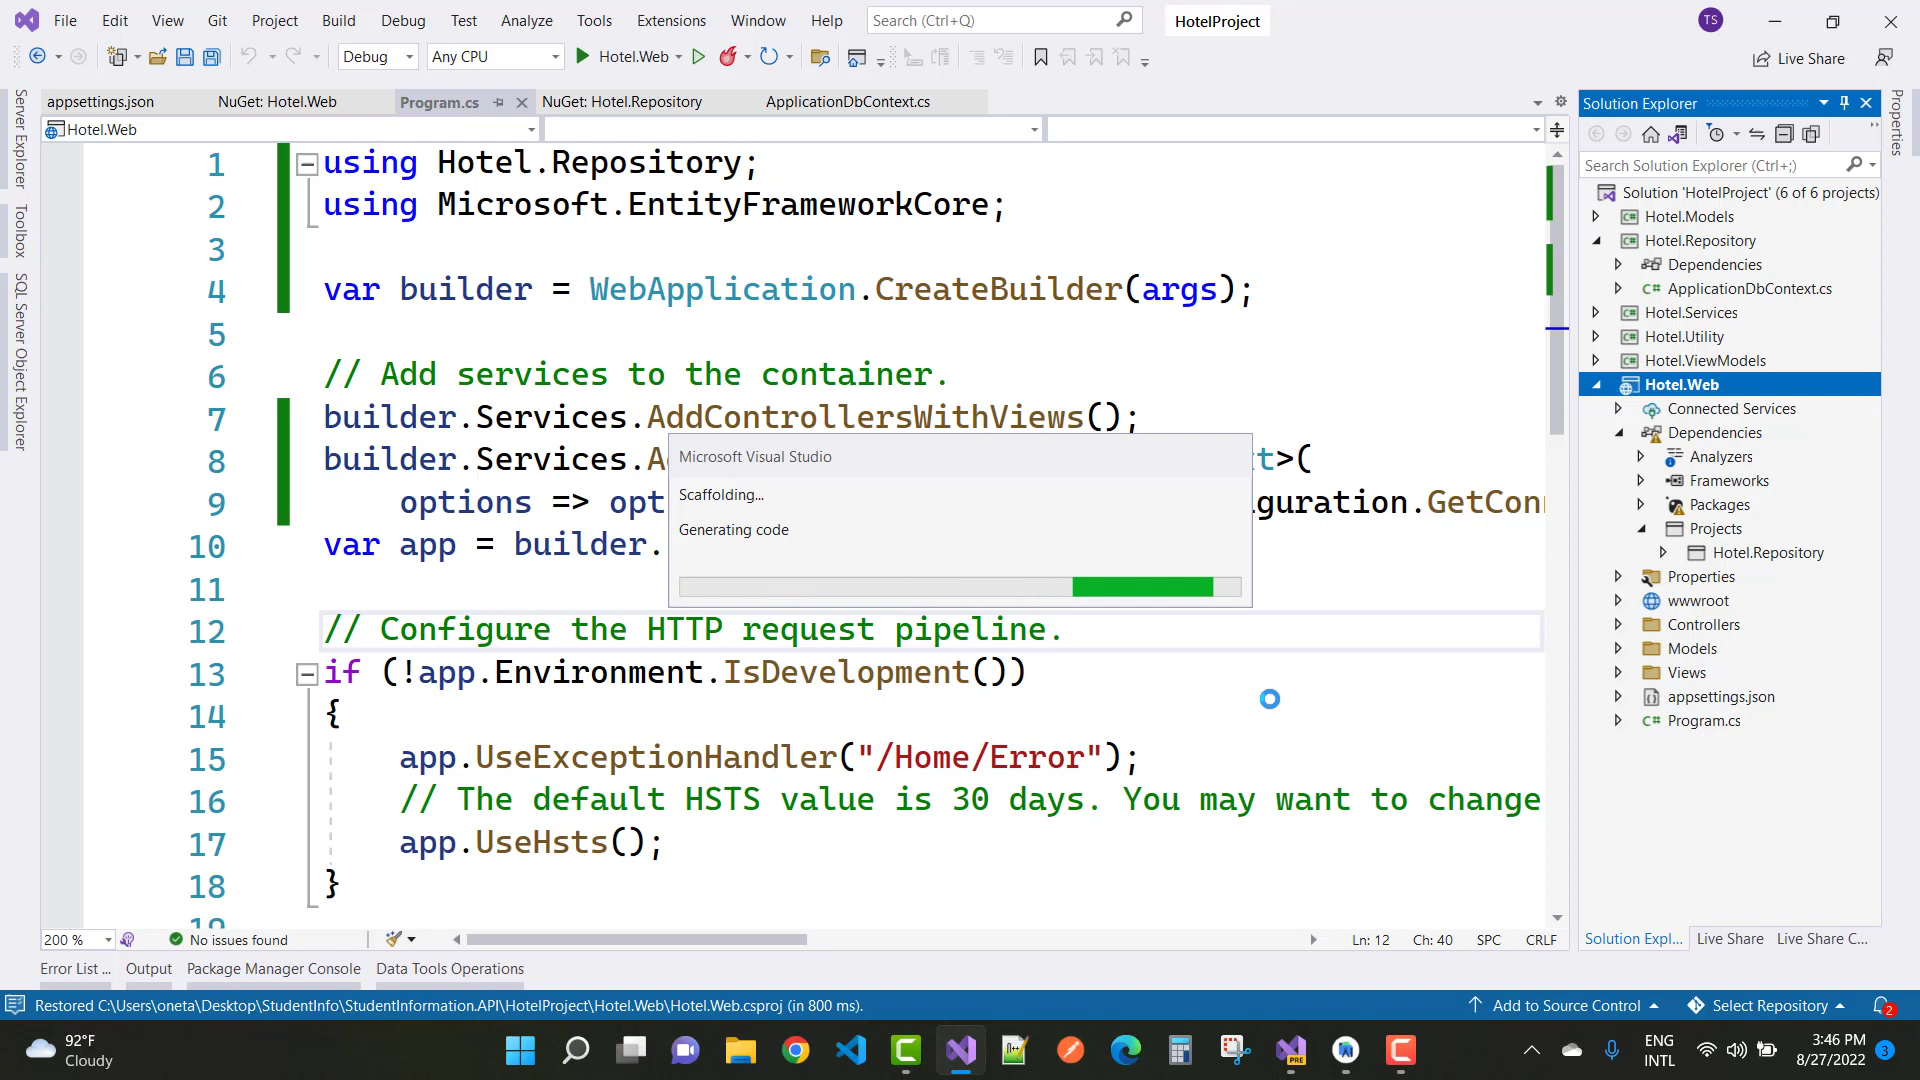 File Edit View Git Project Build Debug Test Analyze Tools Extensions Window Help Search (Ctrl+Q) HotelProject TS
Debug Any CPU Hotel.Web Live Share
appsettings.json NuGet: Hotel.Web Program.cs NuGet: Hotel.Repository ApplicationDbContext.cs
Hotel.Web
Server Explorer
Toolbox
SQL Server Object Explorer
1 using Hotel.Repository;
2 using Microsoft.EntityFrameworkCore;
3
4 var builder = WebApplication.CreateBuilder(args);
5
6 // Add services to the container.
7 builder.Services.AddControllersWithViews();
8 builder.Services.A t>(
9 options => opt guration.GetCon
10 var app = builder.
11
12 // Configure the HTTP request pipeline.
13 if (!app.Environment.IsDevelopment())
14 {
15 app.UseExceptionHandler("/Home/Error");
16 // The default HSTS value is 30 days. You may want to change
17 app.UseHsts();
18 }
19
Microsoft Visual Studio
Scaffolding...
Generating code
200 % No issues found Ln: 12 Ch: 40 SPC CRLF
Error List ... Output Package Manager Console Data Tools Operations
Solution Explorer
Search Solution Explorer (Ctrl+;)
Solution 'HotelProject' (6 of 6 projects)
Hotel.Models
Hotel.Repository
Dependencies
ApplicationDbContext.cs
Hotel.Services
Hotel.Utility
Hotel.ViewModels
Hotel.Web
Connected Services
Dependencies
Analyzers
Frameworks
Packages
Projects
Hotel.Repository
Properties
wwwroot
Controllers
Models
Views
appsettings.json
Program.cs
Solution Expl... Live Share Live Share C...
Properties
Restored C:\Users\oneta\Desktop\StudentInfo\StudentInformation.API\HotelProject\Hotel.Web\Hotel.Web.csproj (in 800 ms). Add to Source Control Select Repository 2
92°F
Cloudy
PRE
ENG
INTL
3:46 PM
8/27/2022
3